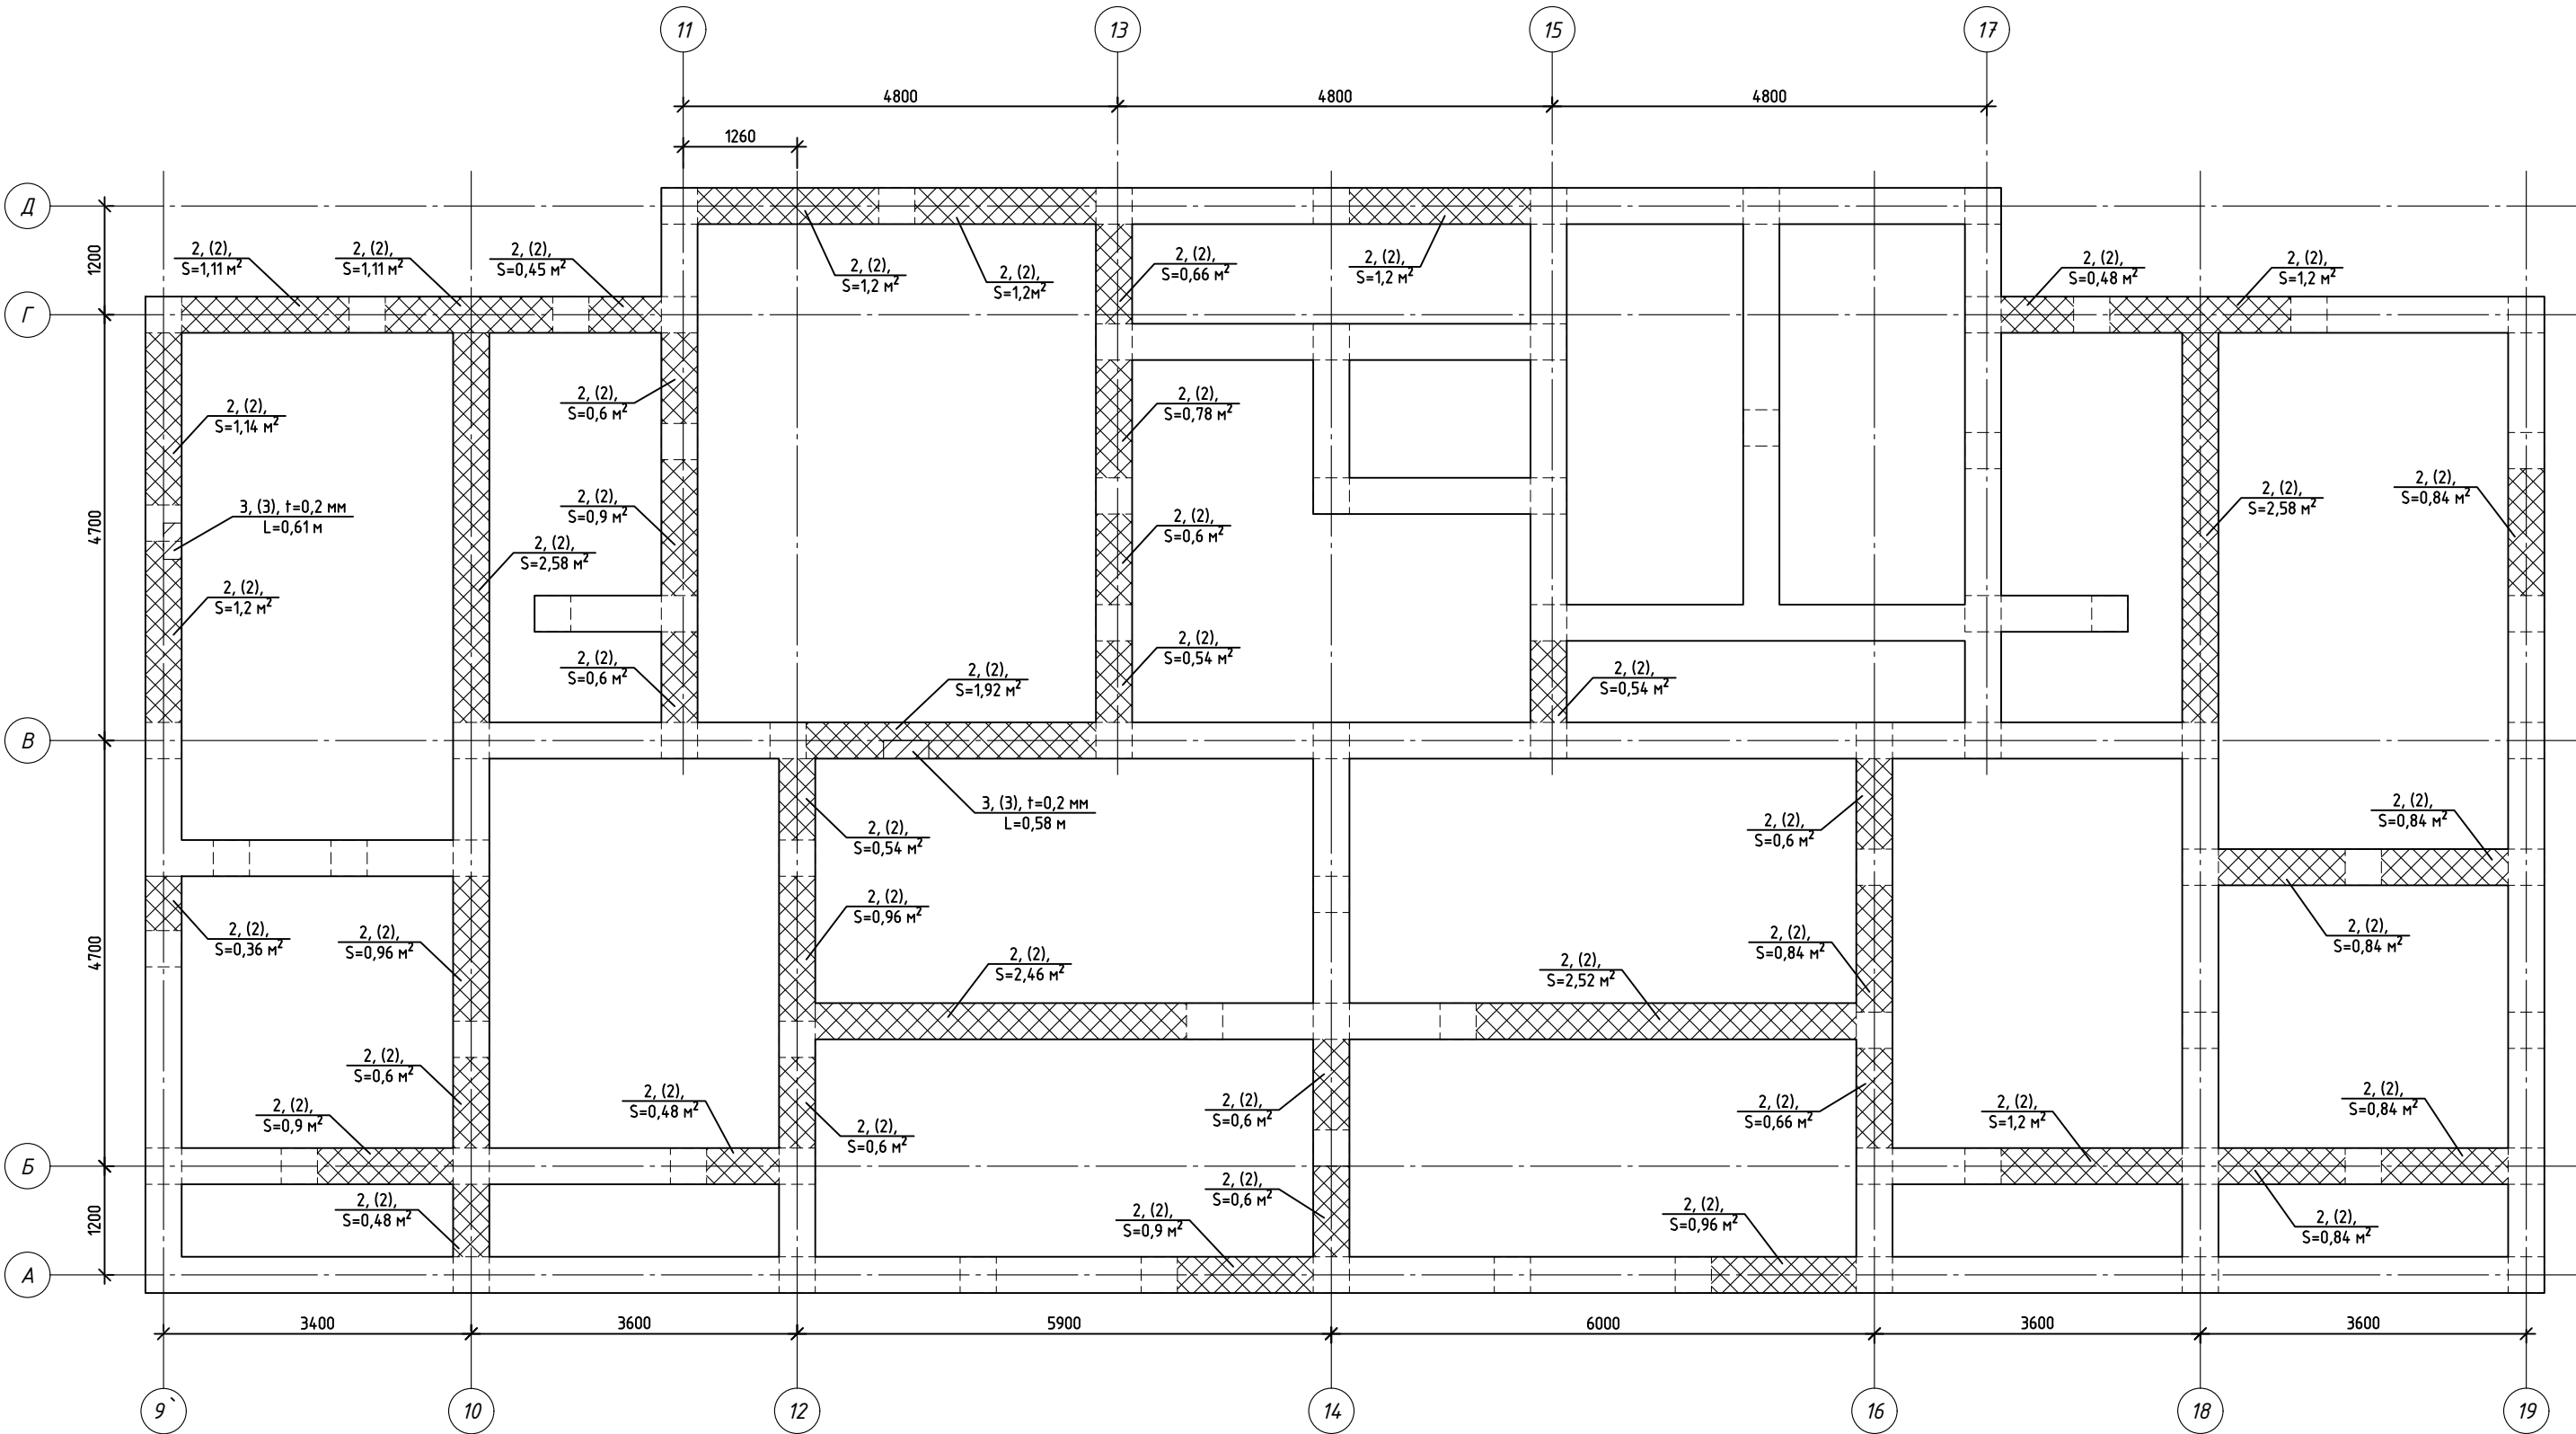 11
13
15
17
4800
4800
4800
1260
Д
1200
Г
2, (2),
S=1,11 м²
2, (2),
S=1,11 м²
2, (2),
S=0,45 м²
2, (2),
S=1,2 м²
2, (2),
S=1,2м²
2, (2),
S=0,66 м²
2, (2),
S=1,2 м²
2, (2),
S=0,48 м²
2, (2),
S=1,2 м²
2, (2),
S=1,14 м²
2, (2),
S=0,6 м²
2, (2),
S=0,78 м²
4700
3, (3), t=0,2 мм
L=0,61 м
2, (2),
S=0,9 м²
2, (2),
S=2,58 м²
2, (2),
S=0,6 м²
2, (2),
S=2,58 м²
2, (2),
S=0,84 м²
2, (2),
S=1,2 м²
2, (2),
S=0,6 м²
2, (2),
S=1,92 м²
2, (2),
S=0,54 м²
2, (2),
S=0,54 м²
В
3, (3), t=0,2 мм
L=0,58 м
2, (2),
S=0,54 м²
2, (2),
S=0,6 м²
2, (2),
S=0,84 м²
4700
2, (2),
S=0,36 м²
2, (2),
S=0,96 м²
2, (2),
S=0,96 м²
2, (2),
S=2,46 м²
2, (2),
S=2,52 м²
2, (2),
S=0,84 м²
2, (2),
S=0,84 м²
2, (2),
S=0,6 м²
2, (2),
S=0,9 м²
2, (2),
S=0,48 м²
2, (2),
S=0,6 м²
2, (2),
S=0,6 м²
2, (2),
S=0,66 м²
2, (2),
S=1,2 м²
2, (2),
S=0,84 м²
Б
1200
2, (2),
S=0,48 м²
2, (2),
S=0,9 м²
2, (2),
S=0,6 м²
2, (2),
S=0,96 м²
2, (2),
S=0,84 м²
А
3400
3600
5900
6000
3600
3600
9`
10
12
14
16
18
19